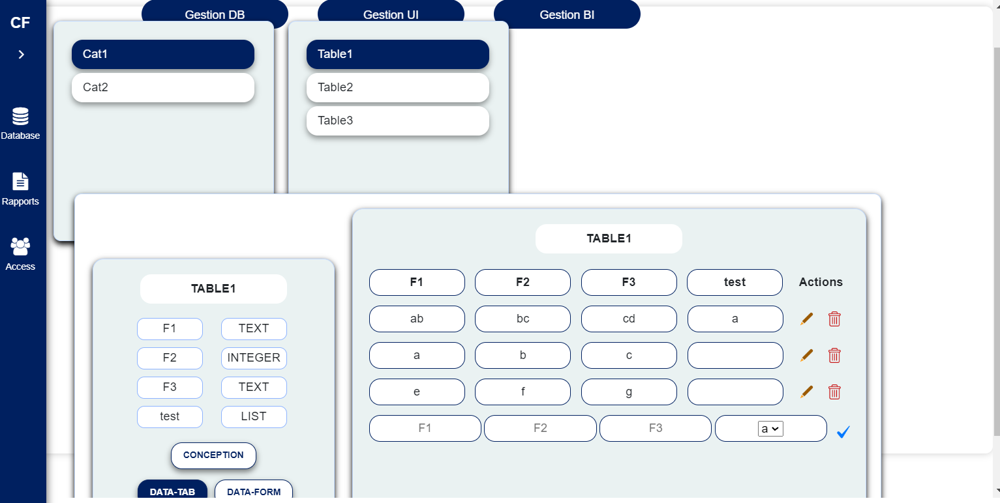 CF
Database
Rapports
Access
Gestion DB Gestion UI Gestion BI
Cat1
Cat2
Table1
Table2
Table3
TABLE1
F1 TEXT
F2 INTEGER
F3 TEXT
test LIST
CONCEPTION
DATA-TAB DATA-FORM
TABLE1
F1 F2 F3 test Actions
ab bc cd a
a b c
e f g
F1 F2 F3 a